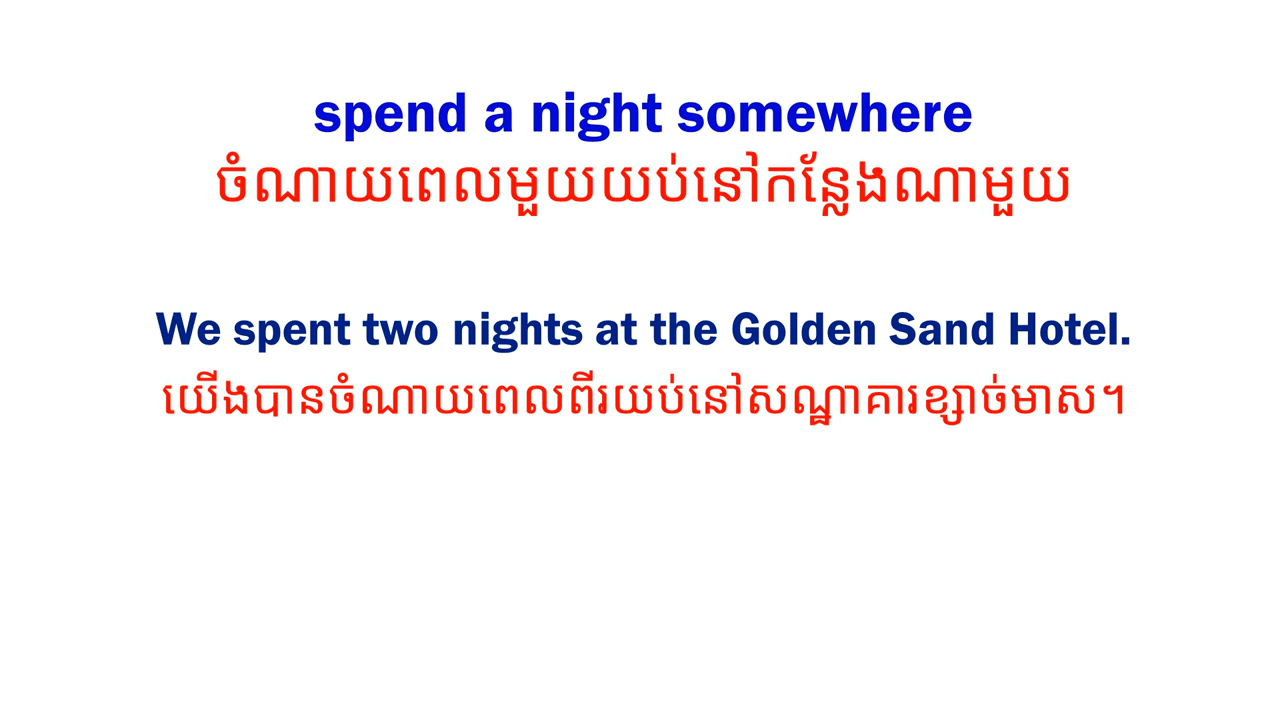 spend a night somewhere
ចំណាយពេលមួយយប់នៅកន្លែងណាមួយ
We spent two nights at the Golden Sand Hotel.
យើងបានចំណាយពេលពីរយប់នៅសណ្ឋាគារខ្សាច់មាស។